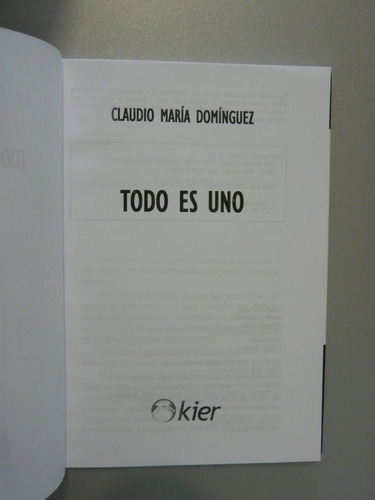 CLAUDIO MARÍA DOMÍNGUEZ
TODO ES UNO
kier